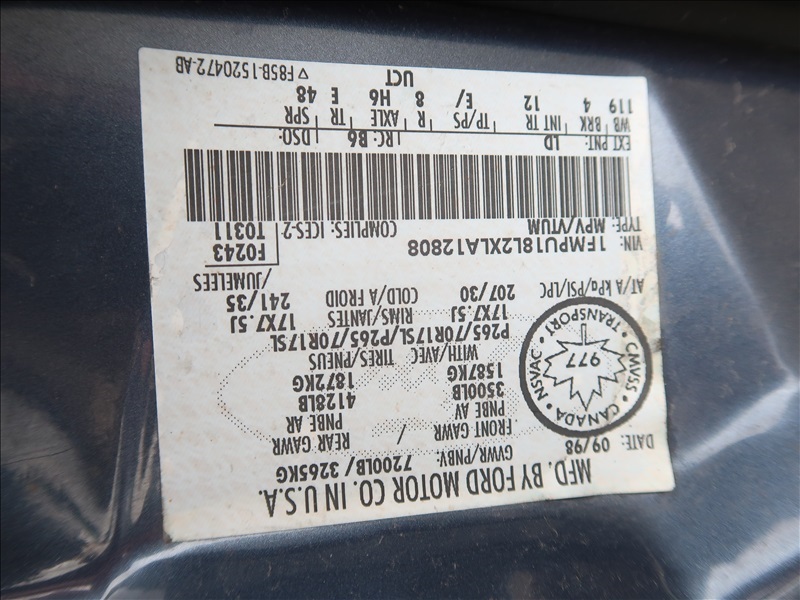 MFD. BY FORD MOTOR CO. IN U.S.A.
DATE: 09/98
GVWR/PNBV:
7200LB/ 3265KG
FRONT GAWR / REAR GAWR
PNBE AV PNBE AR
3500LB 4128LB
1587KG 1872KG
WITH/AVEC TIRES/PNEUS
P265/70R17SL/P265/70R17SL
RIMS/JANTES
17X7.5J 17X7.5J
AT/A kPa/PSI/LPC COLD/A FROID /JUMELEES
207/30 241/35
CMVSS · CANADA · NSVAC · TRANSPORT ·
977
VIN: 1FMPU18L2XLA12808
TYPE: MPV/VTUM COMPLIES: ICES-2
F0243
T0311
EXT PNT: LD RC: B6 DSO:
WB BRK INT TR TP/PS R AXLE TR SPR
119 4 12 E/ 8 H6 E 48
UCT
▽ F85B-1520472-AB